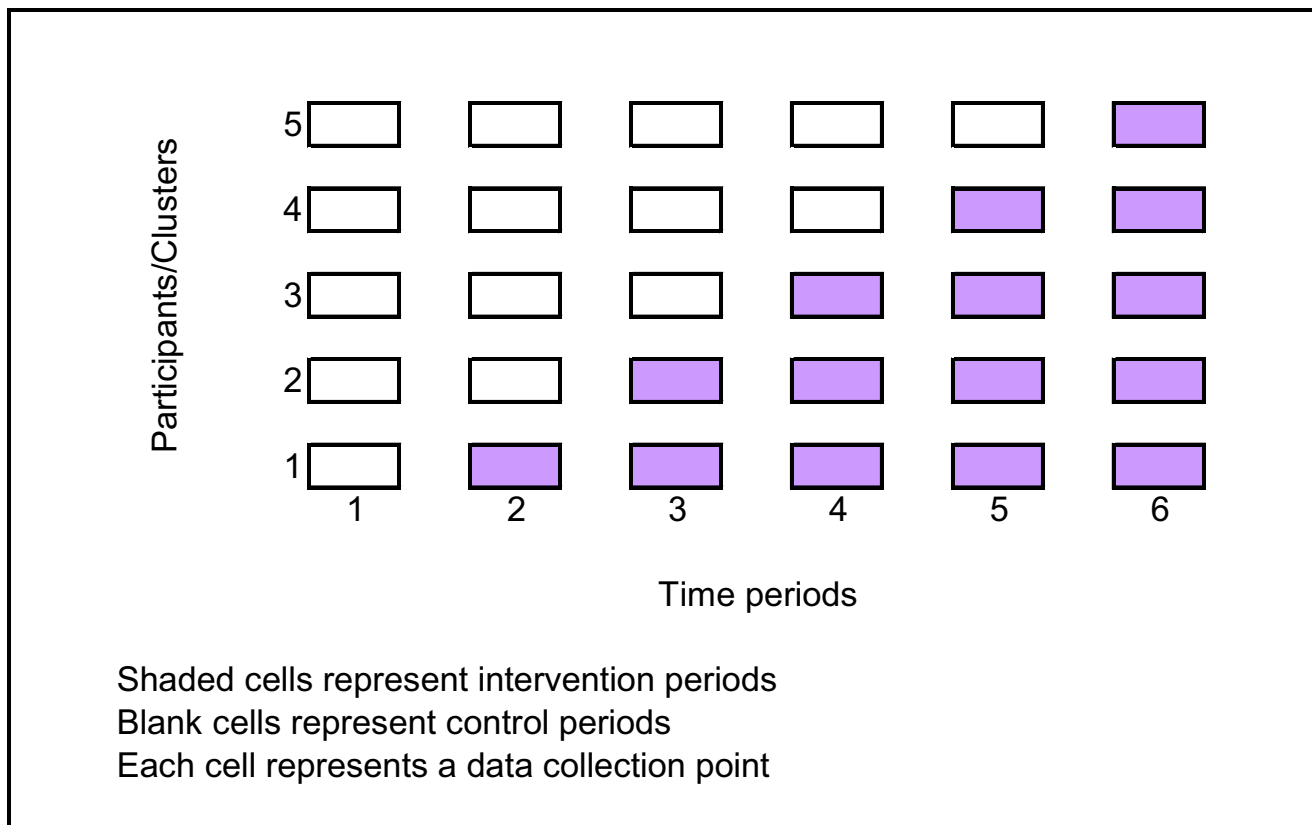 Participants/Clusters
5
4
3
2
1
1 2 3 4 5 6
Time periods
Shaded cells represent intervention periods
Blank cells represent control periods
Each cell represents a data collection point